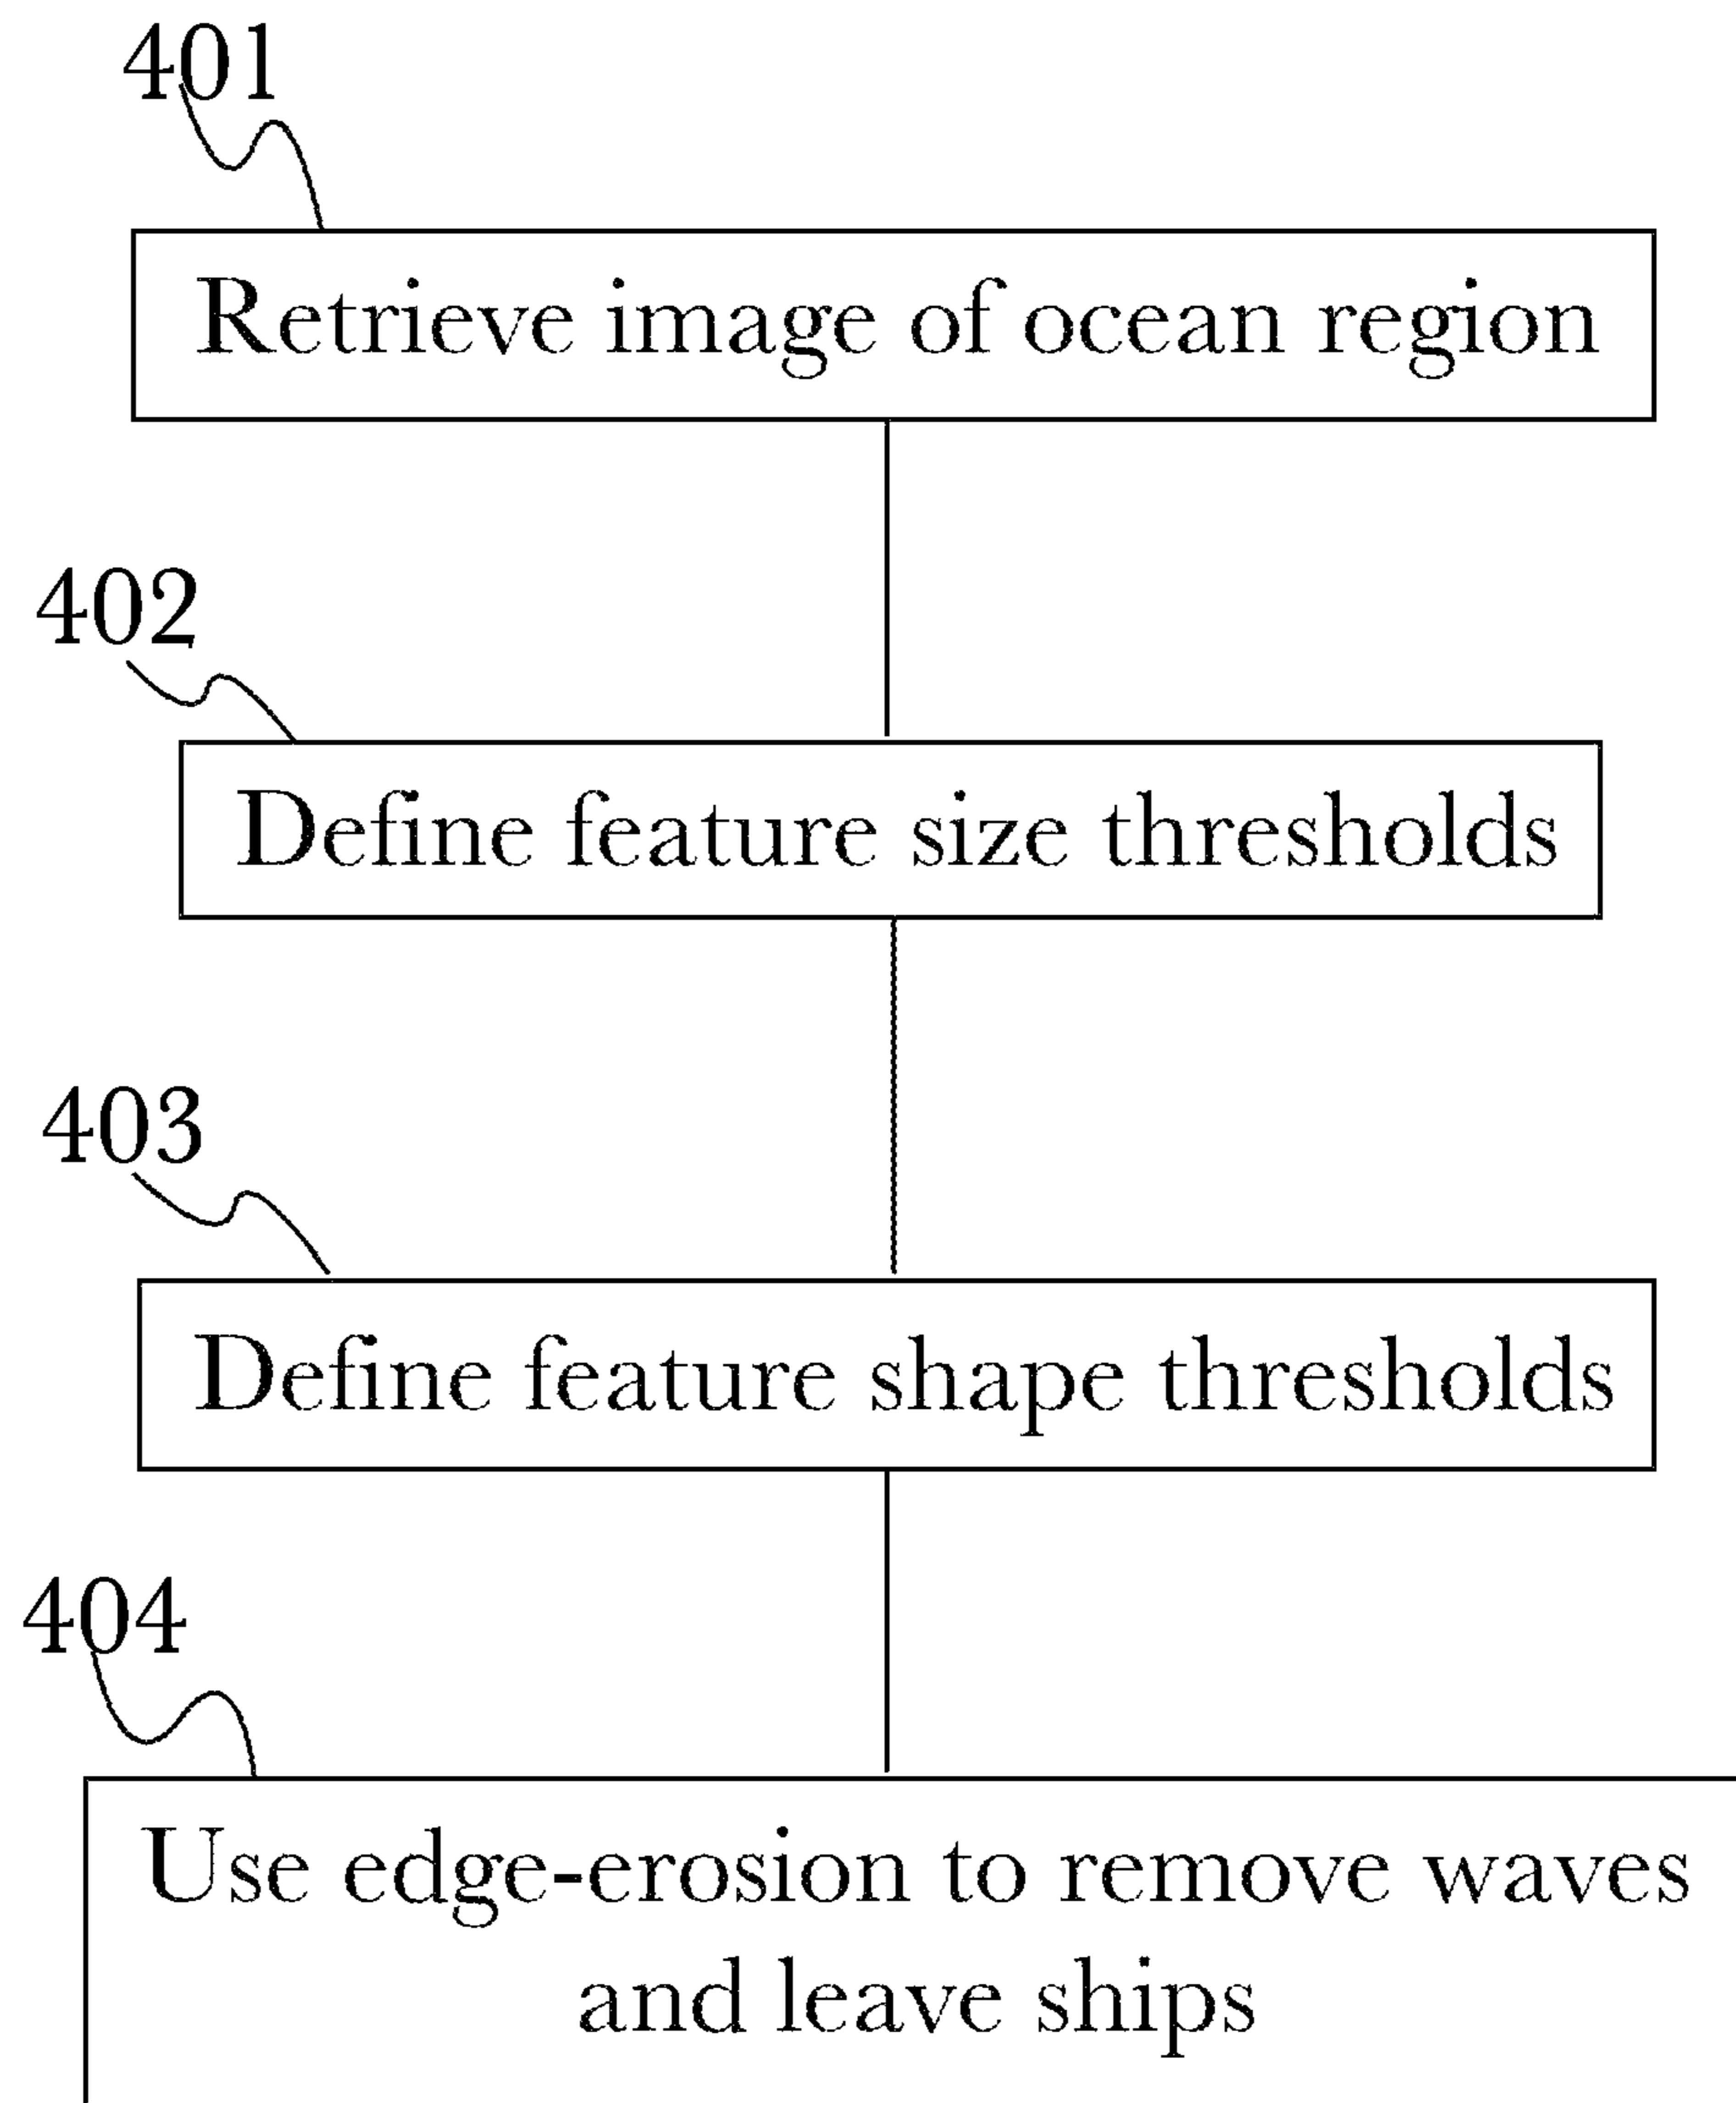 401
Retrieve image of ocean region
402
Define feature size thresholds
403
Define feature shape thresholds
404
Use edge-erosion to remove waves
and leave ships